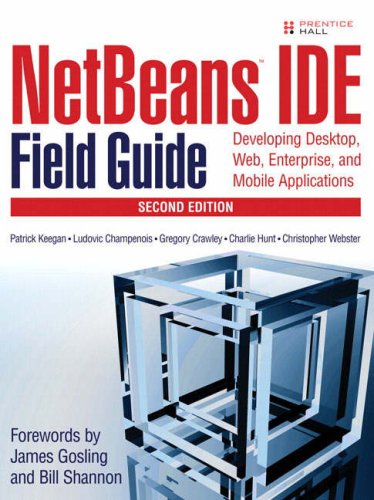 PRENTICE
HALL
NetBeans™ IDE
Field Guide
Developing Desktop,
Web, Enterprise, and
Mobile Applications
SECOND EDITION
Patrick Keegan • Ludovic Champenois • Gregory Crawley • Charlie Hunt • Christopher Webster
Forewords by
James Gosling
and Bill Shannon